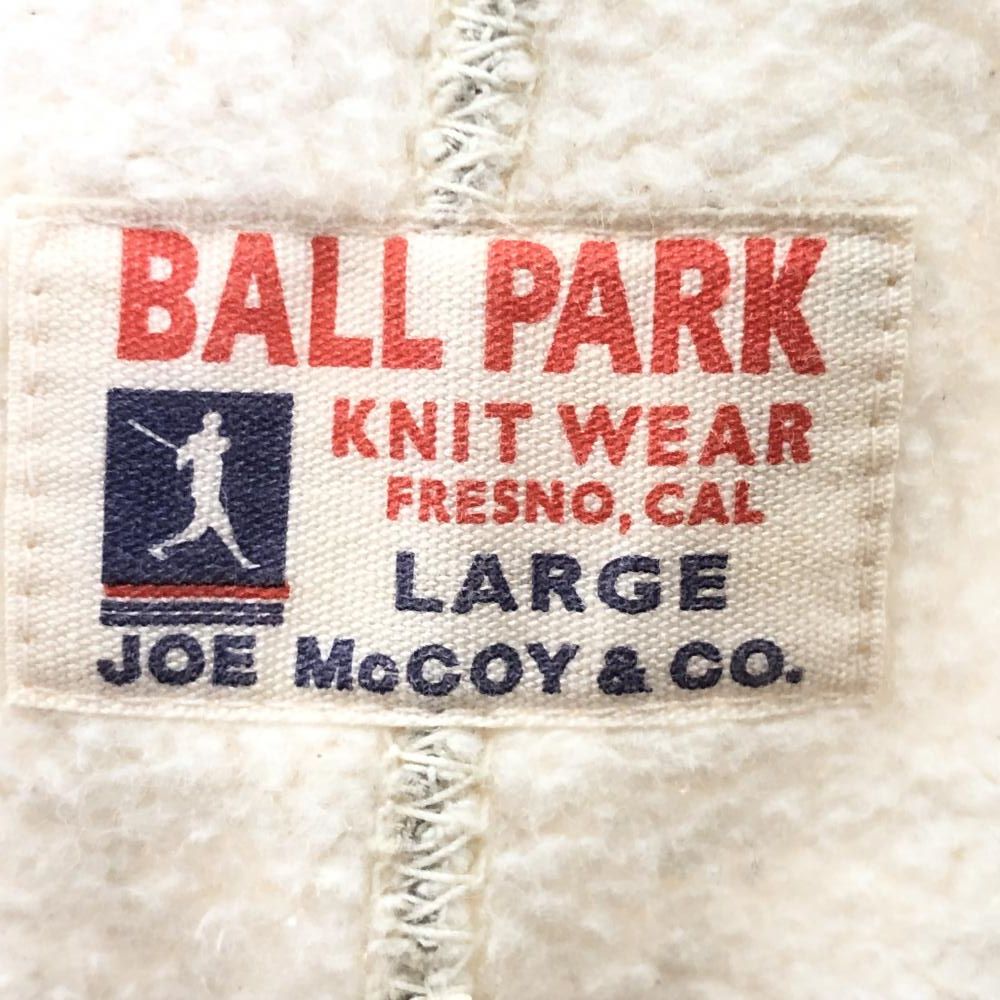 BALL PARK
KNIT WEAR
FRESNO, CAL
LARGE
JOE McCOY & CO.